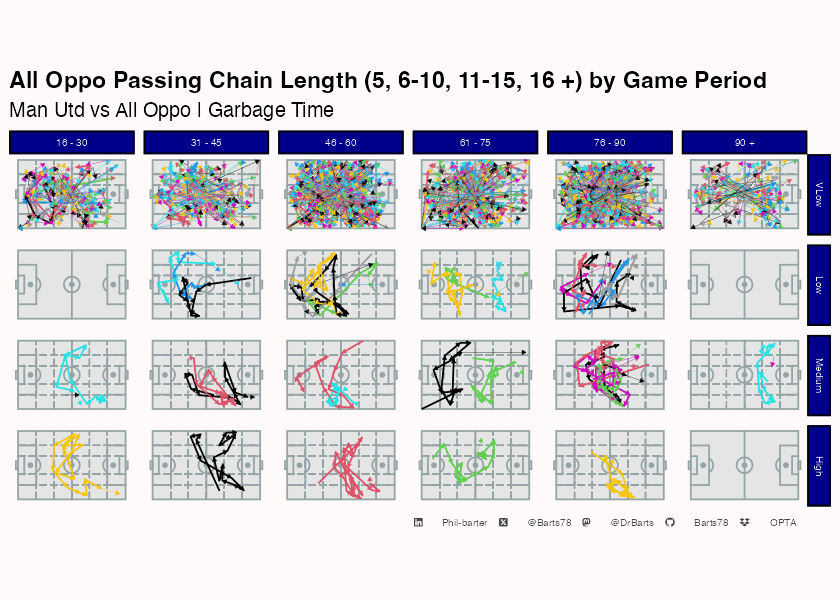 All Oppo Passing Chain Length (5, 6-10, 11-15, 16 +) by Game Period
Man Utd vs All Oppo I Garbage Time
16 - 30 31 - 45 46 - 60 61 - 75 76 - 90 90 +
VLow
Low
Medium
High
Phil-barter @Barts78 @DrBarts Barts78 OPTA